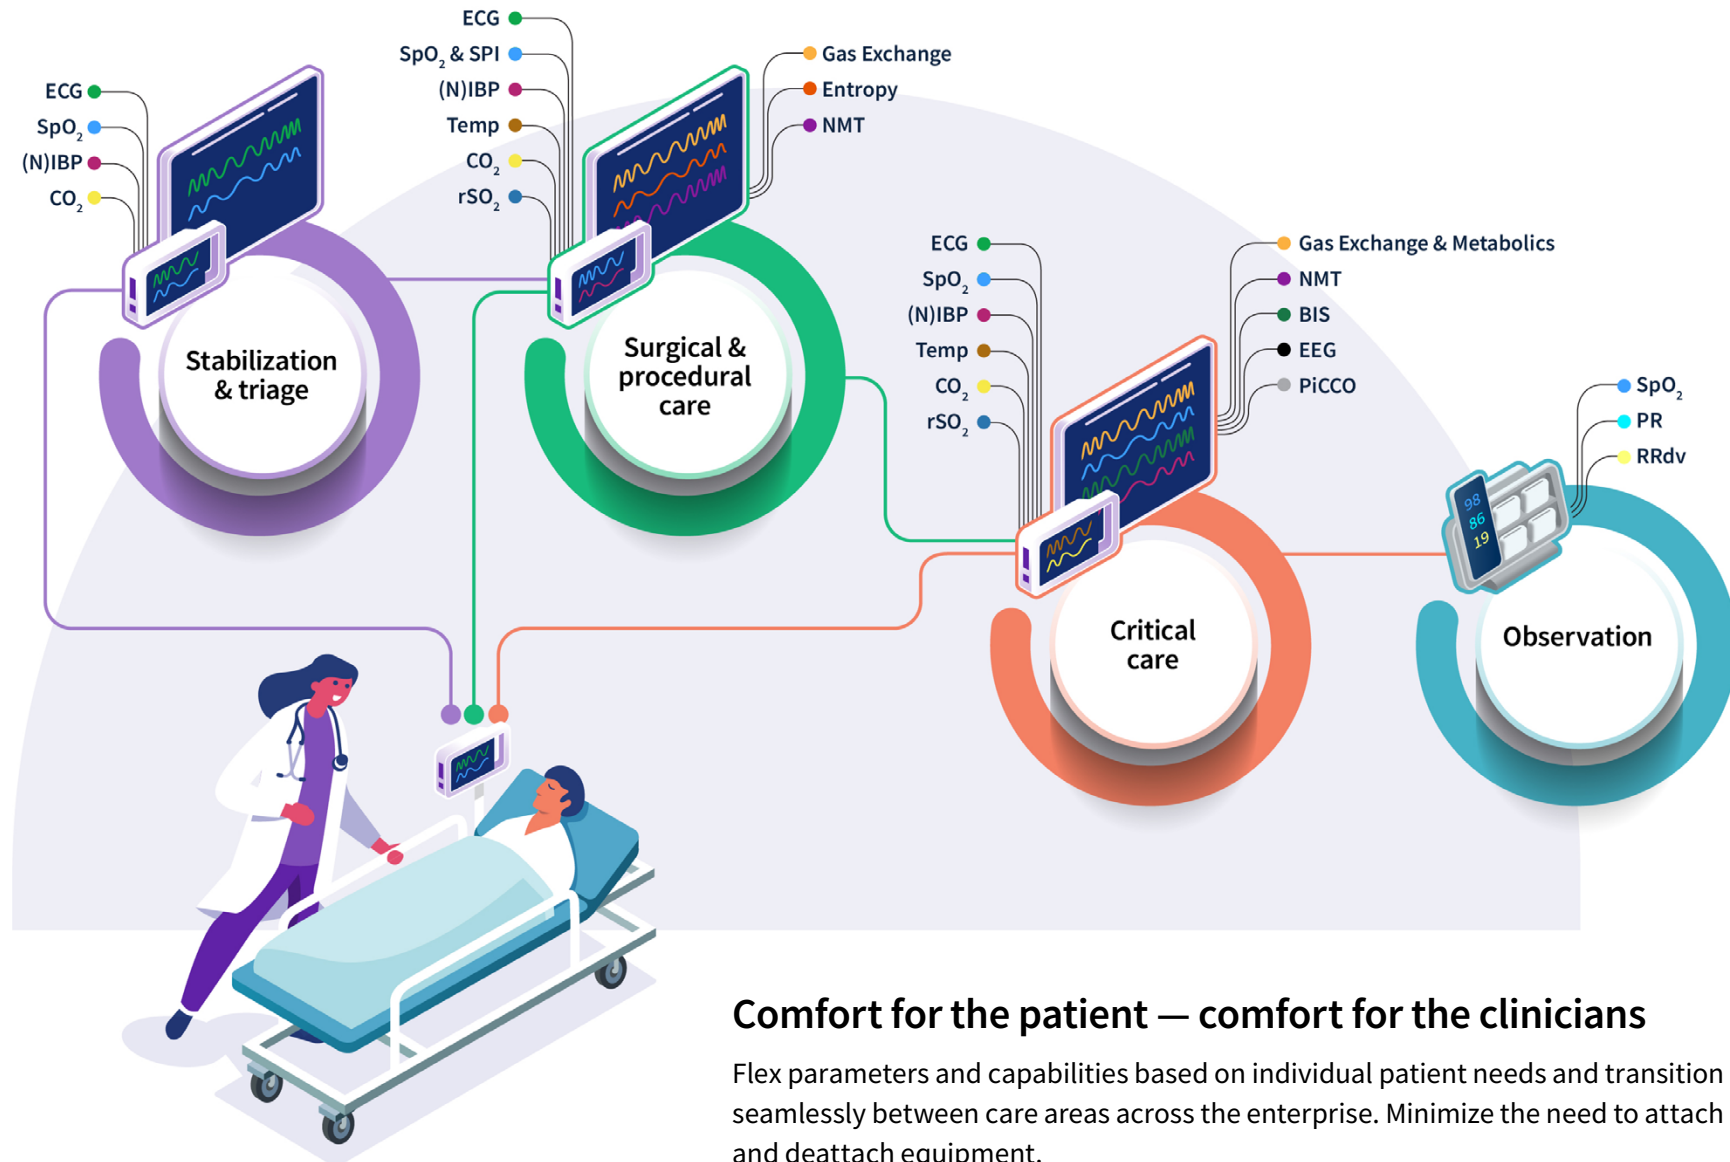 ECG
SpO₂
(N)IBP
CO₂
Stabilization
& triage
ECG
SpO₂ & SPI
(N)IBP
Temp
CO₂
rSO₂
Gas Exchange
Entropy
NMT
Surgical &
procedural
care
ECG
SpO₂
(N)IBP
Temp
CO₂
rSO₂
Gas Exchange & Metabolics
NMT
BIS
EEG
PiCCO
Critical
care
SpO₂
PR
RRdv
98
86
19
Observation
Comfort for the patient — comfort for the clinicians
Flex parameters and capabilities based on individual patient needs and transition
seamlessly between care areas across the enterprise. Minimize the need to attach
and deattach equipment.